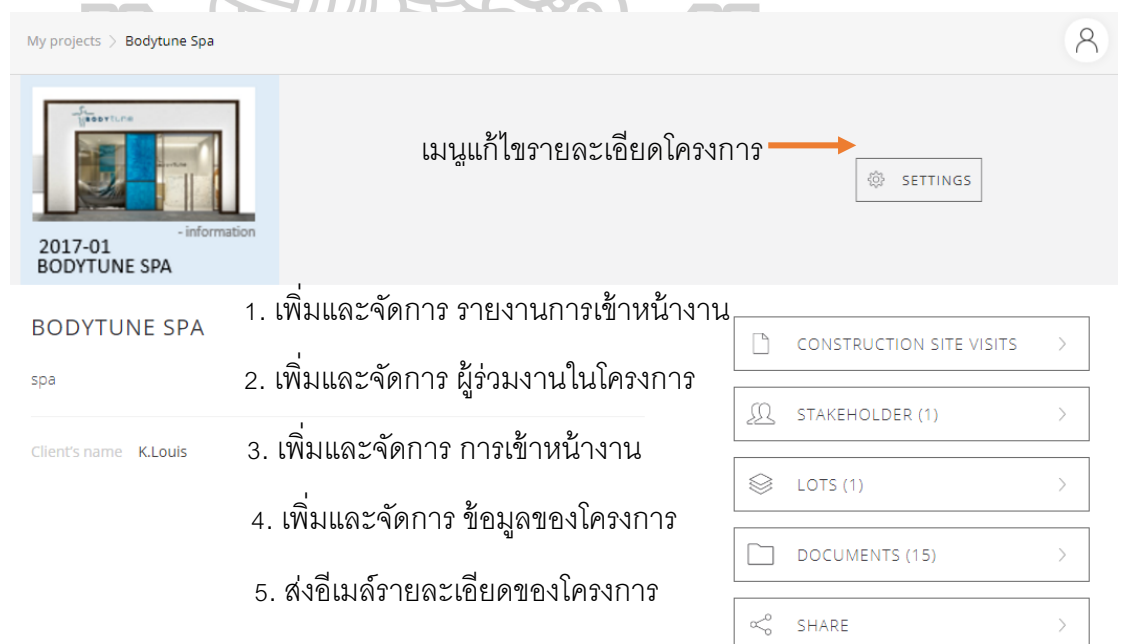 My projects > Bodytune Spa
BODYTUNE
เมนูแก้ไขรายละเอียดโครงการ
SETTINGS
- information
2017-01
BODYTUNE SPA
BODYTUNE SPA
spa
Client's name K.Louis
1. เพิ่มและจัดการ รายงานการเข้าหน้างาน
CONSTRUCTION SITE VISITS
2. เพิ่มและจัดการ ผู้ร่วมงานในโครงการ
STAKEHOLDER (1)
3. เพิ่มและจัดการ การเข้าหน้างาน
LOTS (1)
4. เพิ่มและจัดการ ข้อมูลของโครงการ
DOCUMENTS (15)
5. ส่งอีเมล์รายละเอียดของโครงการ
SHARE